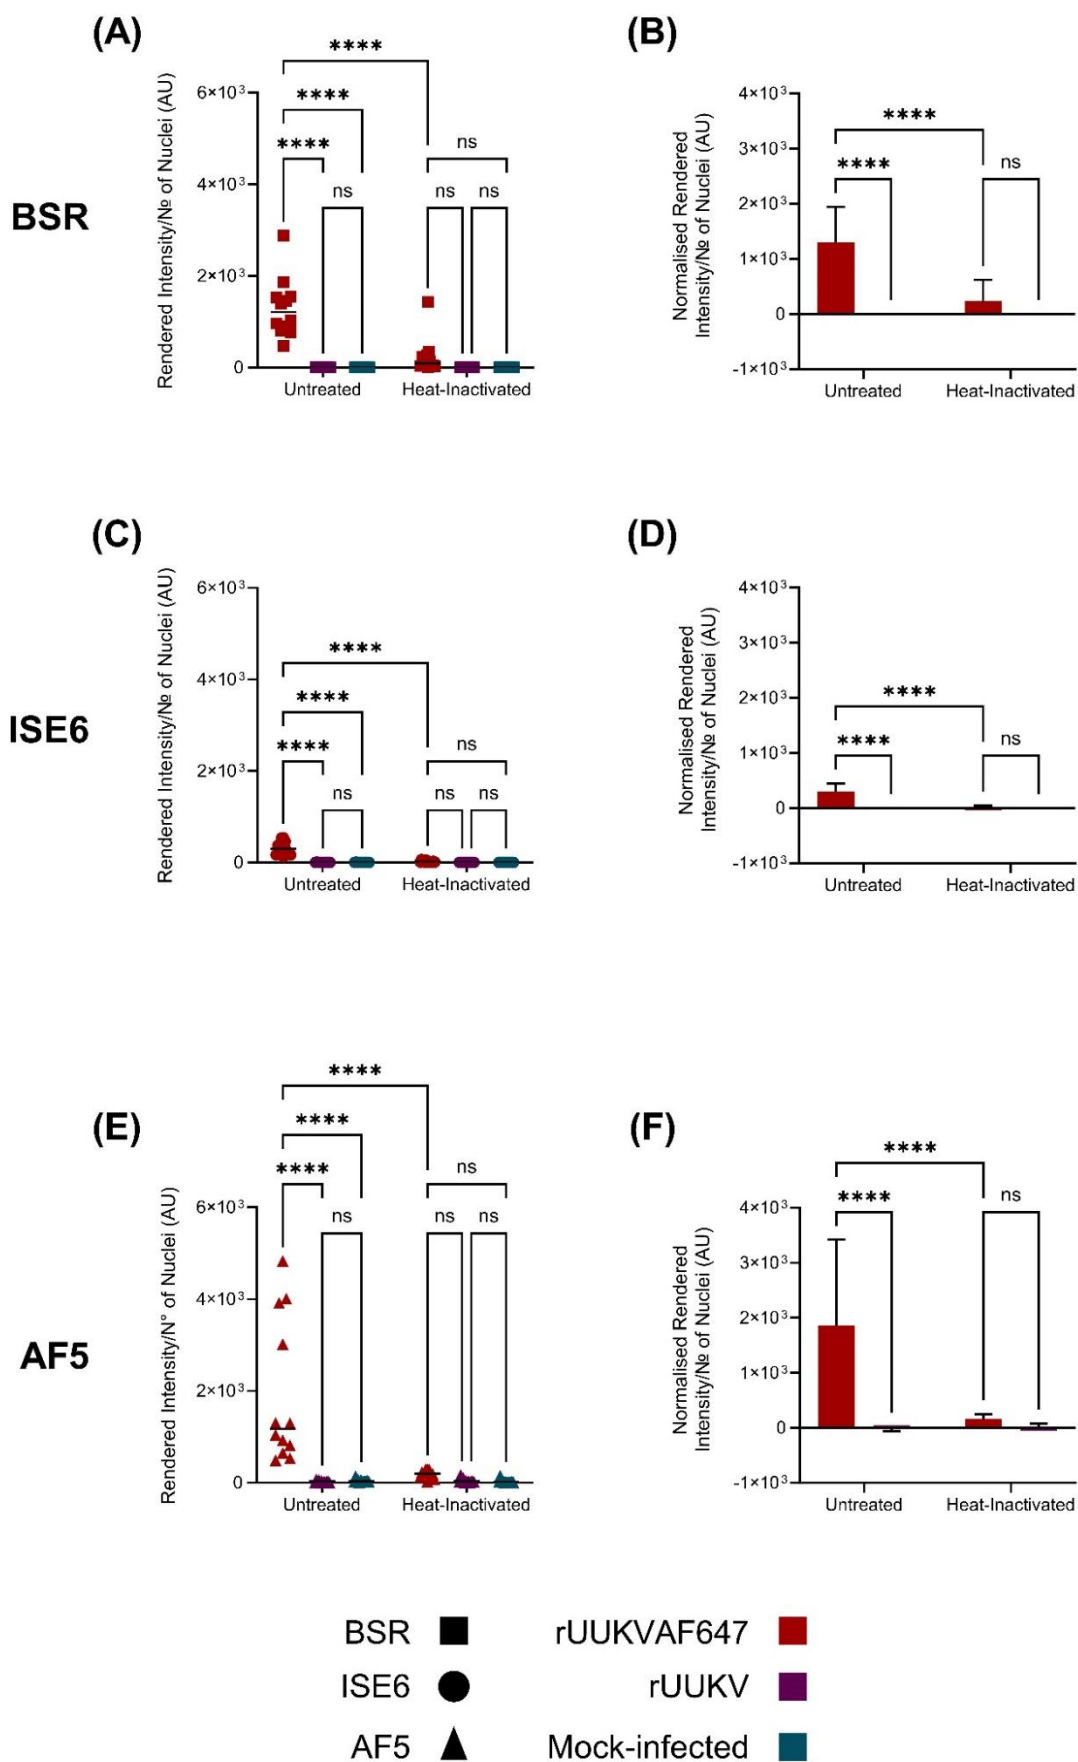 (A)
(B)
BSR
Rendered Intensity/№ of Nuclei (AU)
6×10³
4×10³
2×10³
0
****
****
****
ns
ns
ns
ns
Untreated
Heat-Inactivated
Normalised Rendered
Intensity/№ of Nuclei (AU)
4×10³
3×10³
2×10³
1×10³
0
-1×10³
****
****
ns
Untreated
Heat-Inactivated
(C)
(D)
ISE6
Rendered Intensity/№ of Nuclei (AU)
6×10³
4×10³
2×10³
0
****
****
****
ns
ns
ns
ns
Untreated
Heat-Inactivated
Normalised Rendered
Intensity/№ of Nuclei (AU)
4×10³
3×10³
2×10³
1×10³
0
-1×10³
****
****
ns
Untreated
Heat-Inactivated
(E)
(F)
AF5
Rendered Intensity/N° of Nuclei (AU)
6×10³
4×10³
2×10³
0
****
****
****
ns
ns
ns
ns
Untreated
Heat-Inactivated
Normalised Rendered
Intensity/№ of Nuclei (AU)
4×10³
3×10³
2×10³
1×10³
0
-1×10³
****
****
ns
Untreated
Heat-Inactivated
BSR
rUUKVAF647
ISE6
rUUKV
AF5
Mock-infected